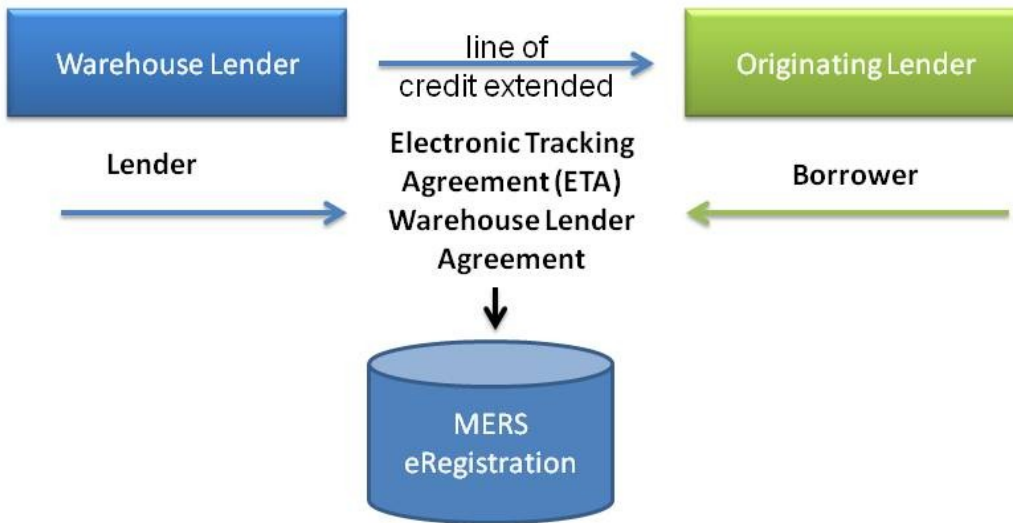 Warehouse Lender
line of
credit extended
Originating Lender
Lender
Electronic Tracking
Agreement (ETA)
Warehouse Lender
Agreement
Borrower
MERS
eRegistration